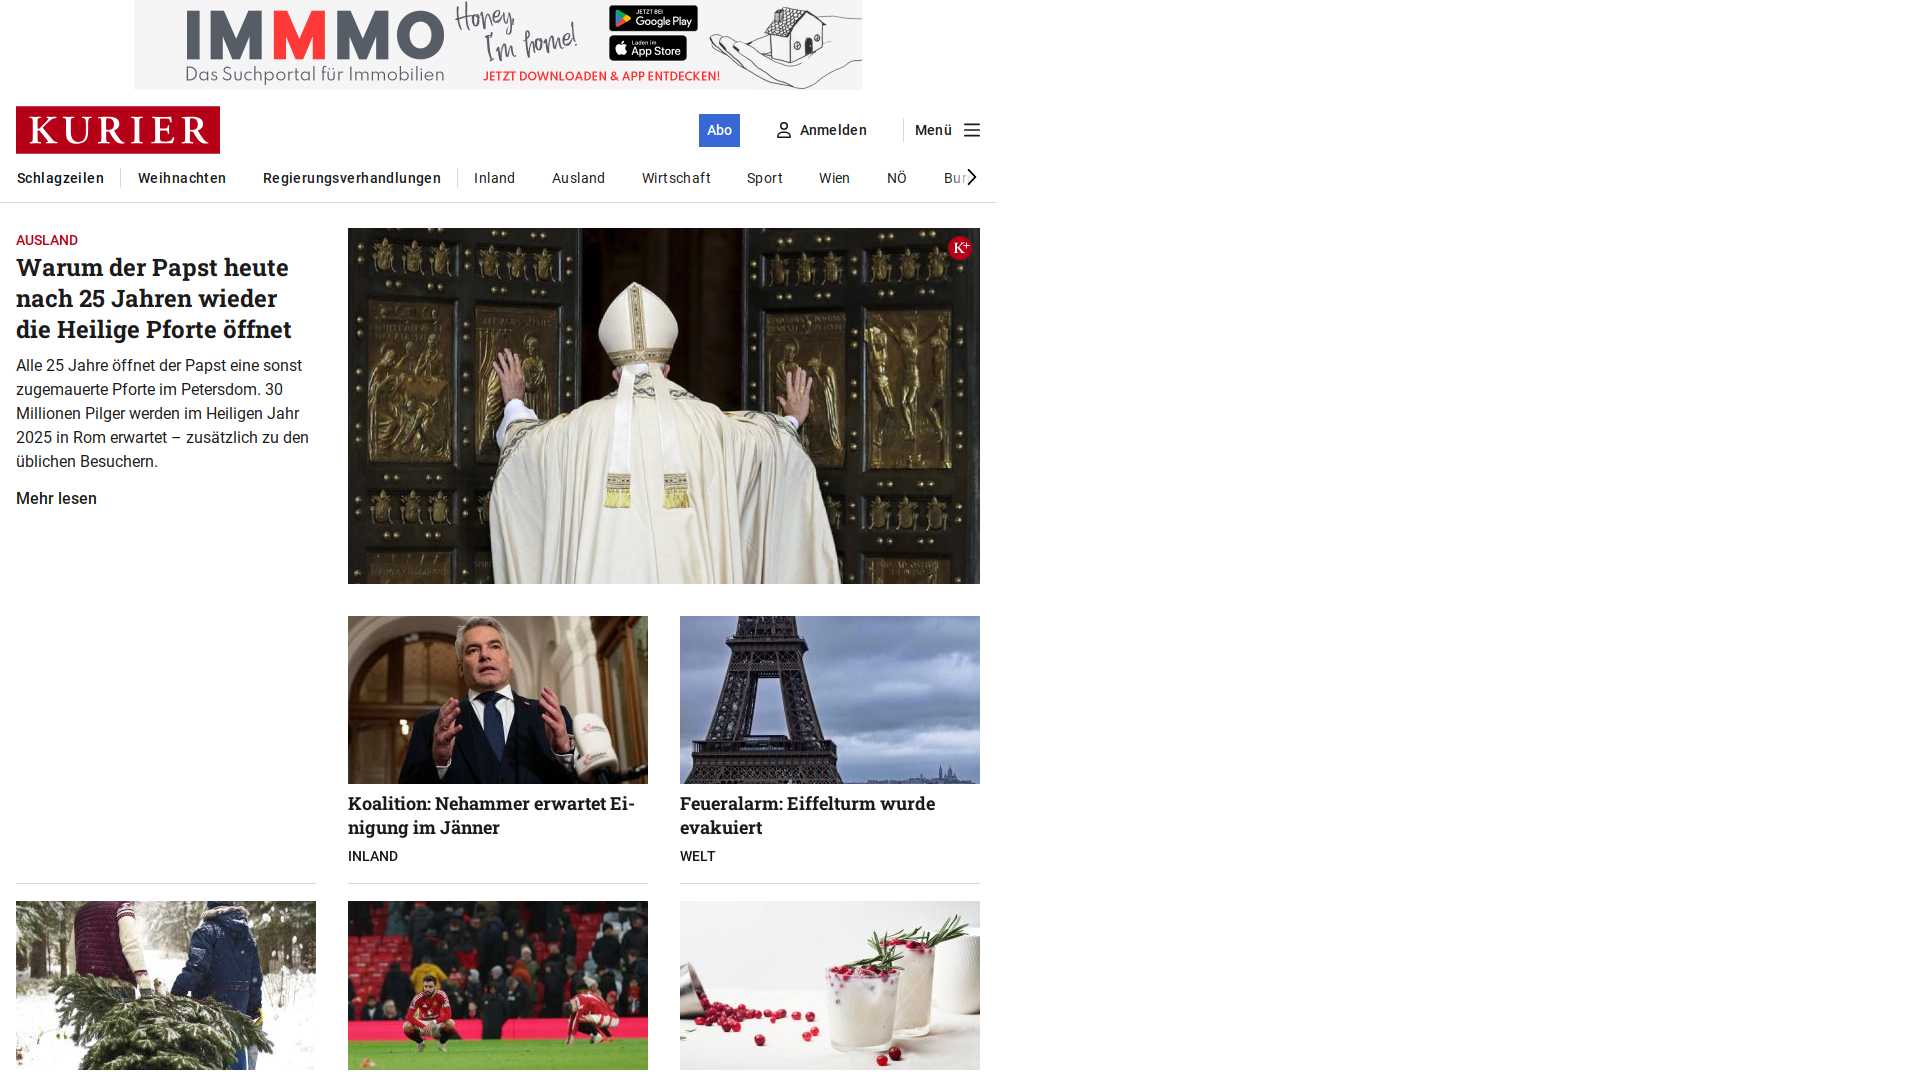 IMMMO
Das Suchportal für Immobilien
Honey,
I'm home!
JETZT BEI
Google Play
Laden im
App Store
JETZT DOWNLOADEN & APP ENTDECKEN!
KURIER
Abo
Anmelden
Menü
Schlagzeilen
Weihnachten
Regierungsverhandlungen
Inland
Ausland
Wirtschaft
Sport
Wien
NÖ
Bur
AUSLAND
Warum der Papst heute
nach 25 Jahren wieder
die Heilige Pforte öffnet
Alle 25 Jahre öffnet der Papst eine sonst
zugemauerte Pforte im Petersdom. 30
Millionen Pilger werden im Heiligen Jahr
2025 in Rom erwartet – zusätzlich zu den
üblichen Besuchern.
Mehr lesen
K+
Koalition: Nehammer erwartet Ei-
nigung im Jänner
INLAND
Feueralarm: Eiffelturm wurde
evakuiert
WELT